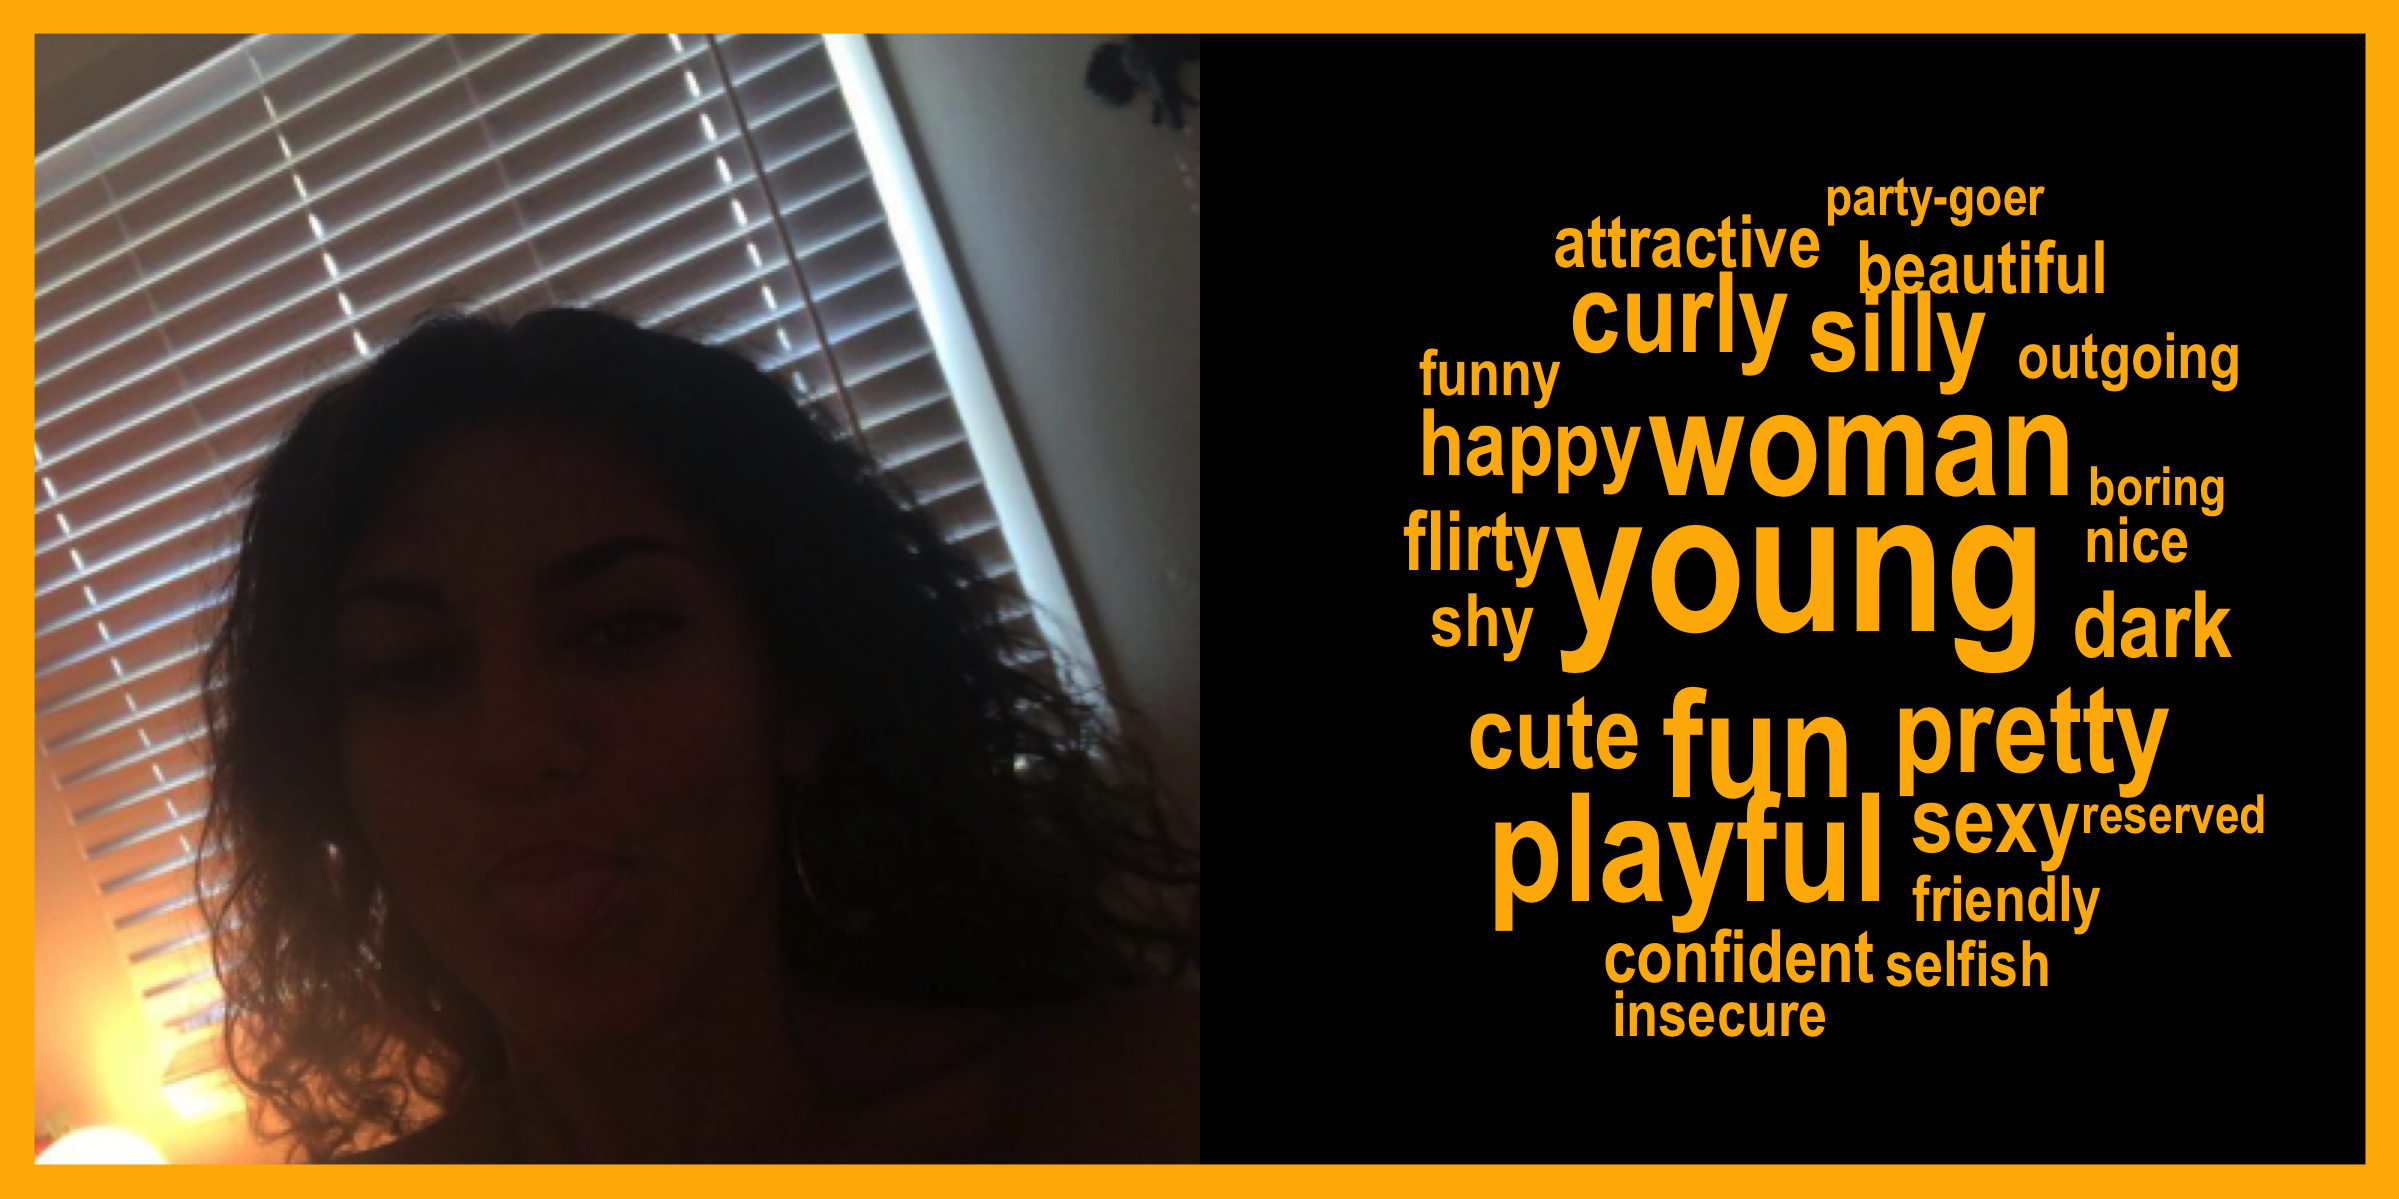 party-goer
attractive beautiful
curly silly outgoing
funny
happy woman
boring
flirty young nice
shy dark
cute fun pretty
playful sexy reserved
friendly
confident selfish
insecure